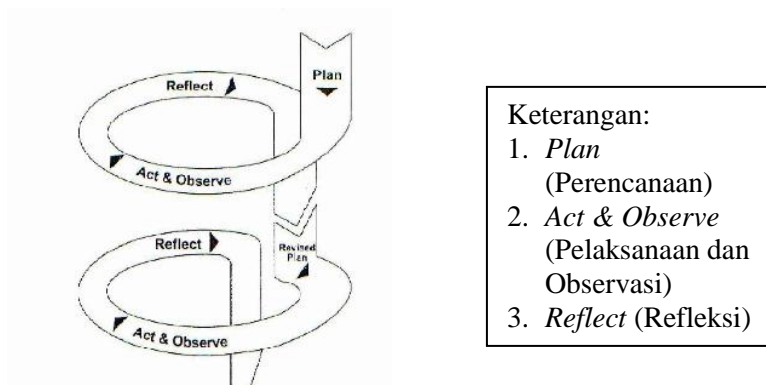 Plan
Reflect
Act & Observe
Reflect
Revised
Plan
Act & Observe
Keterangan:
1. Plan
(Perencanaan)
2. Act & Observe
(Pelaksanaan dan
Observasi)
3. Reflect (Refleksi)